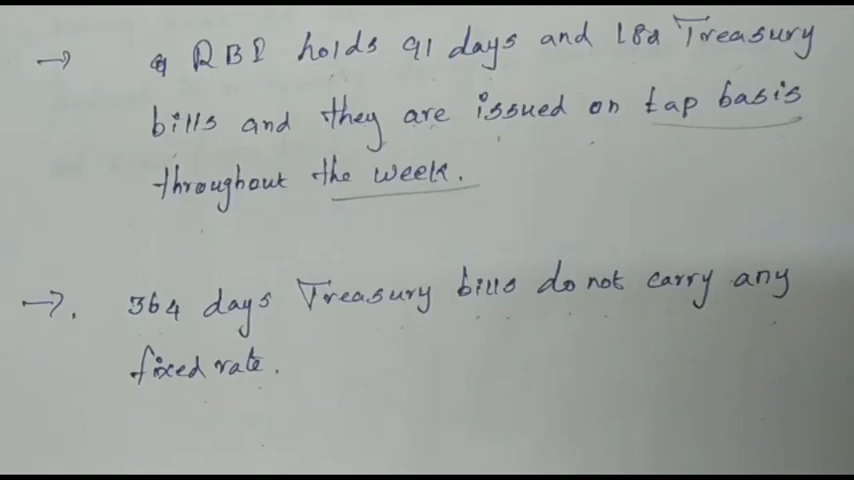 → RBI holds 91 days and 182 Treasury
bills and they are issued on tap basis
throughout the week.
→. 364 days Treasury bills do not carry any
fixed rate.